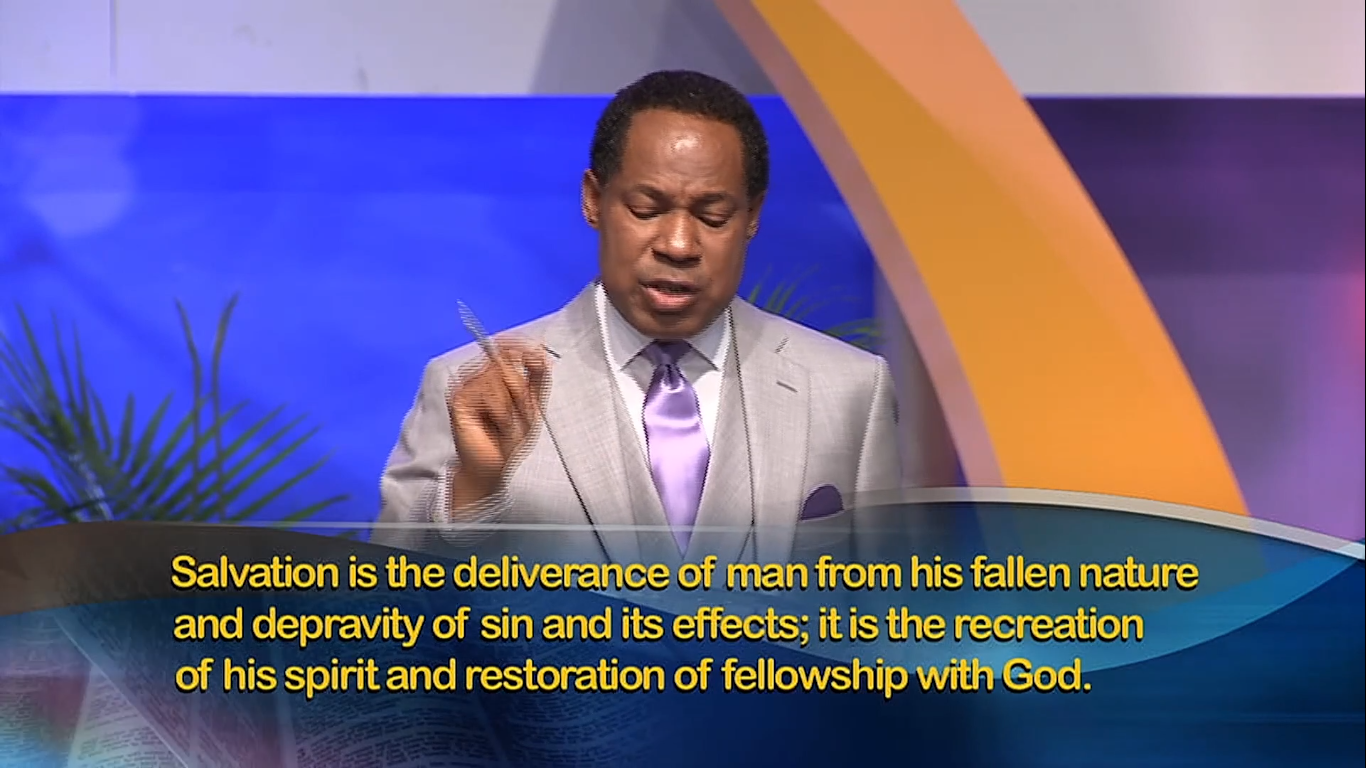 Salvation is the deliverance of man from his fallen nature
and depravity of sin and its effects; it is the recreation
of his spirit and restoration of fellowship with God.